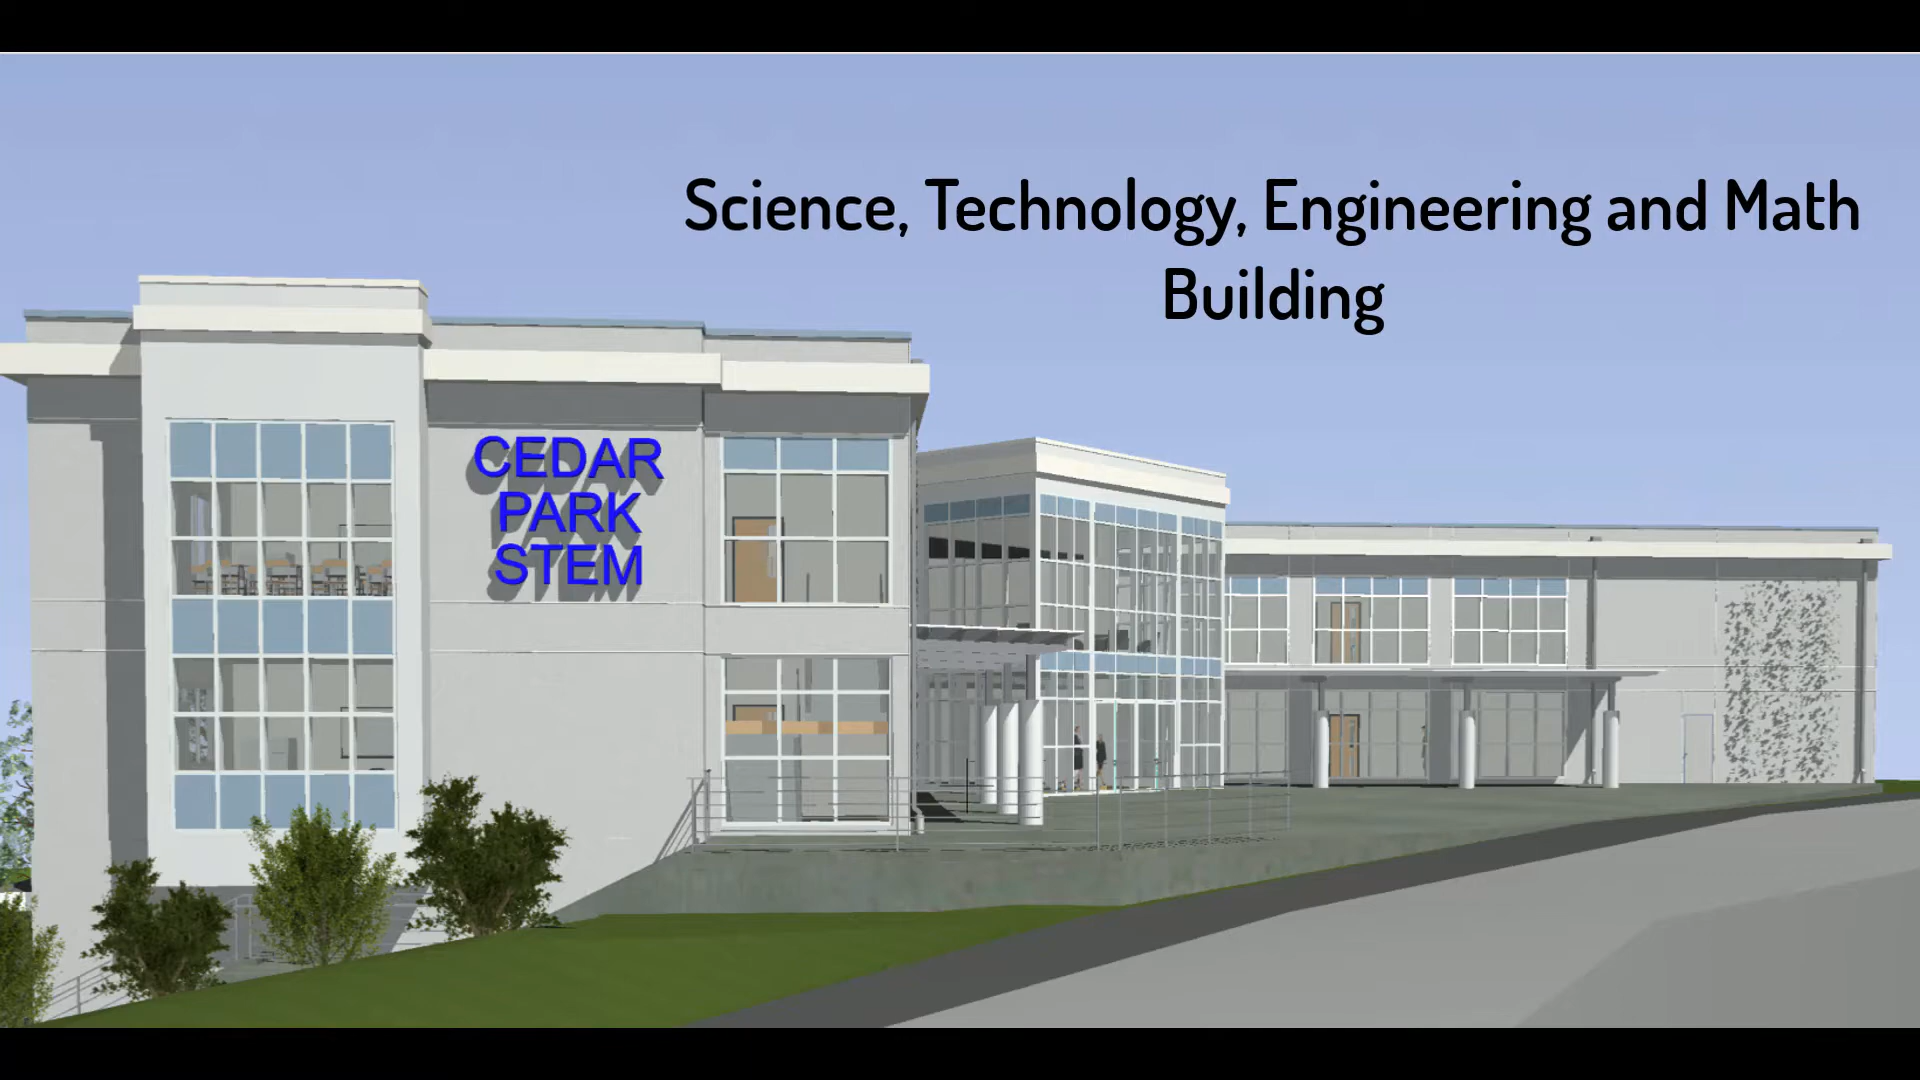 Science, Technology, Engineering and Math
Building
CEDAR
PARK
STEM